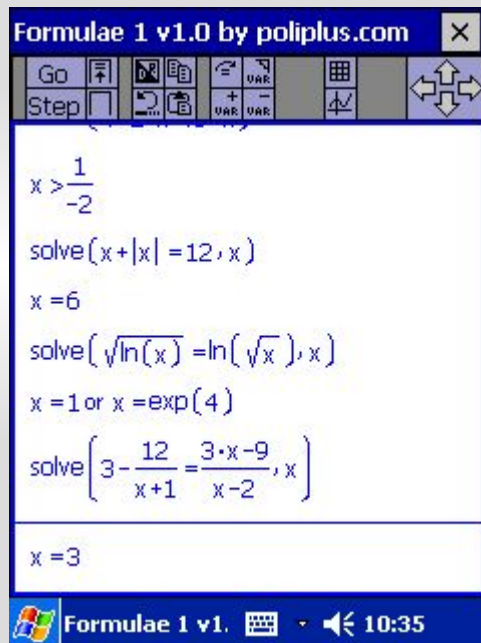 Formulae 1 v1.0 by poliplus.com
Go
Step
VAR VAR VAR
x > 1/-2
solve(x+|x| =12, x)
x =6
solve(√ln(x) =ln(√x), x)
x =1 or x =exp(4)
solve(3- 12/x+1 = 3·x-9/x-2, x)
x =3
Formulae 1 v1. 10:35